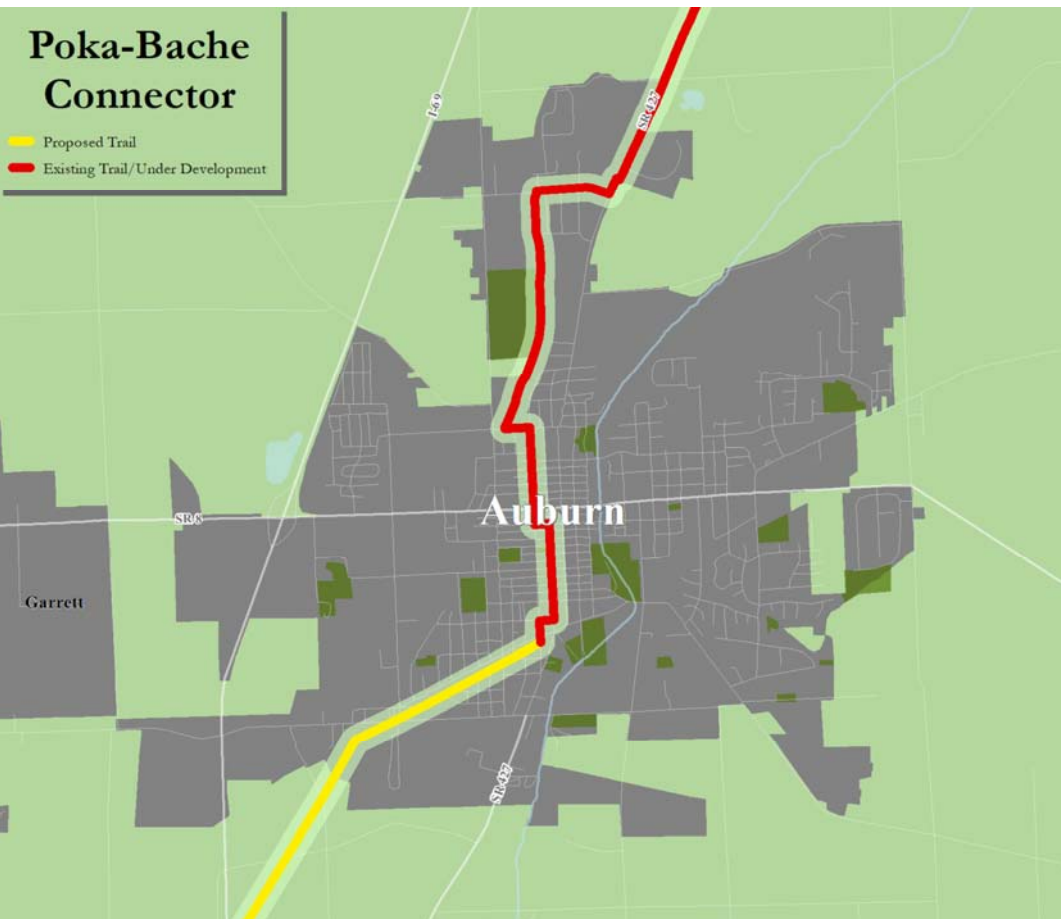 Poka-Bache
Connector
Proposed Trail
Existing Trail/Under Development
I-69
SR 427
SR 8
Auburn
Garrett
SR 427